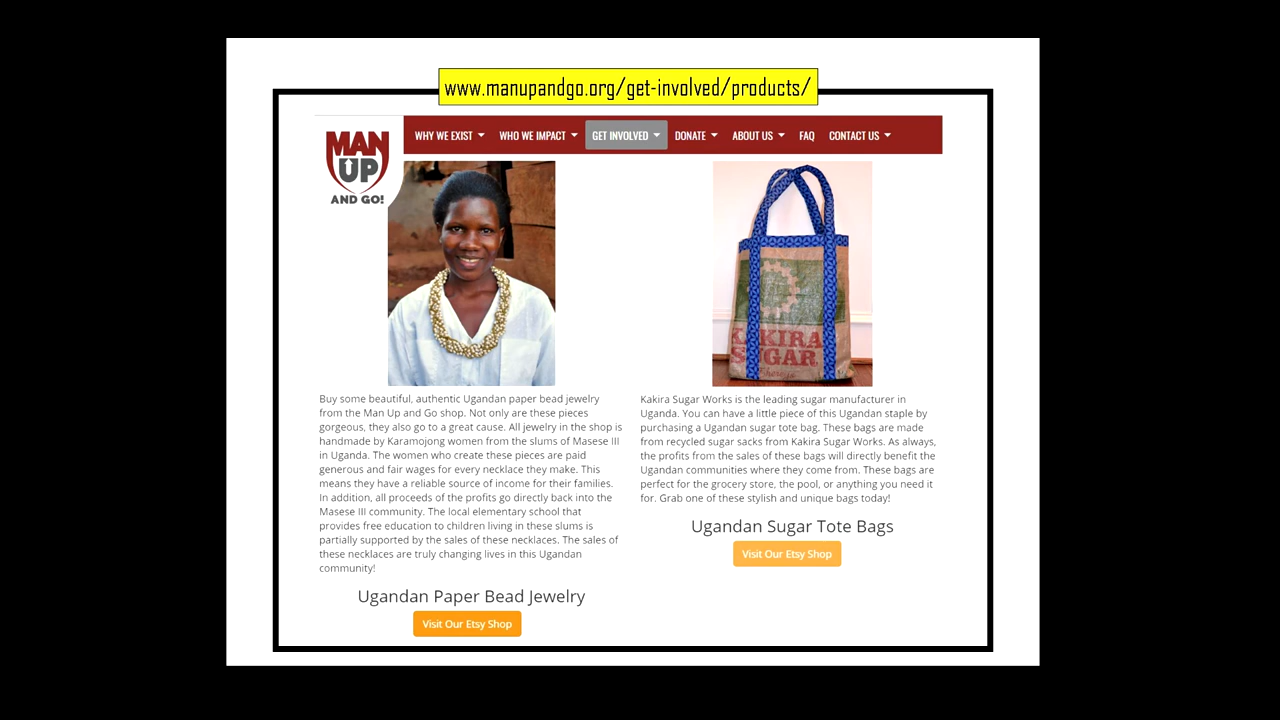 www.manupandgo.org/get-involved/products/
MAN
UP
AND GO!
WHY WE EXIST
WHO WE IMPACT
GET INVOLVED
DONATE
ABOUT US
FAQ
CONTACT US
KAKIRA
SUGAR
Buy some beautiful, authentic Ugandan paper bead jewelry
from the Man Up and Go shop. Not only are these pieces
gorgeous, they also go to a great cause. All jewelry in the shop is
handmade by Karamojong women from the slums of Masese III
in Uganda. The women who create these pieces are paid
generous and fair wages for every necklace they make. This
means they have a reliable source of income for their families.
In addition, all proceeds of the profits go directly back into the
Masese III community. The local elementary school that
provides free education to children living in these slums is
partially supported by the sales of these necklaces. The sales of
these necklaces are truly changing lives in this Ugandan
community!
Ugandan Paper Bead Jewelry
Visit Our Etsy Shop
Kakira Sugar Works is the leading sugar manufacturer in
Uganda. You can have a little piece of this Ugandan staple by
purchasing a Ugandan sugar tote bag. These bags are made
from recycled sugar sacks from Kakira Sugar Works. As always,
the profits from the sales of these bags will directly benefit the
Ugandan communities where they come from. These bags are
perfect for the grocery store, the pool, or anything you need it
for. Grab one of these stylish and unique bags today!
Ugandan Sugar Tote Bags
Visit Our Etsy Shop